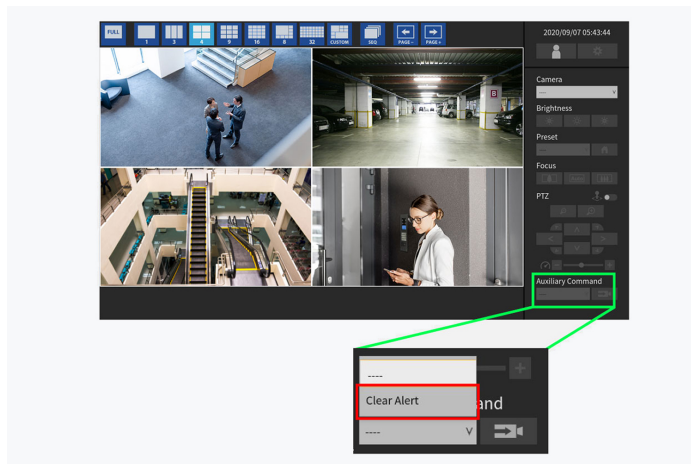 FULL
1
3
4
9
16
8
32
CUSTOM
SEQ
PAGE -
PAGE +
2020/09/07 05:43:44
Camera
----
Brightness
Preset
Focus
PTZ
Auxiliary Command
B
----
Clear Alert
and
----